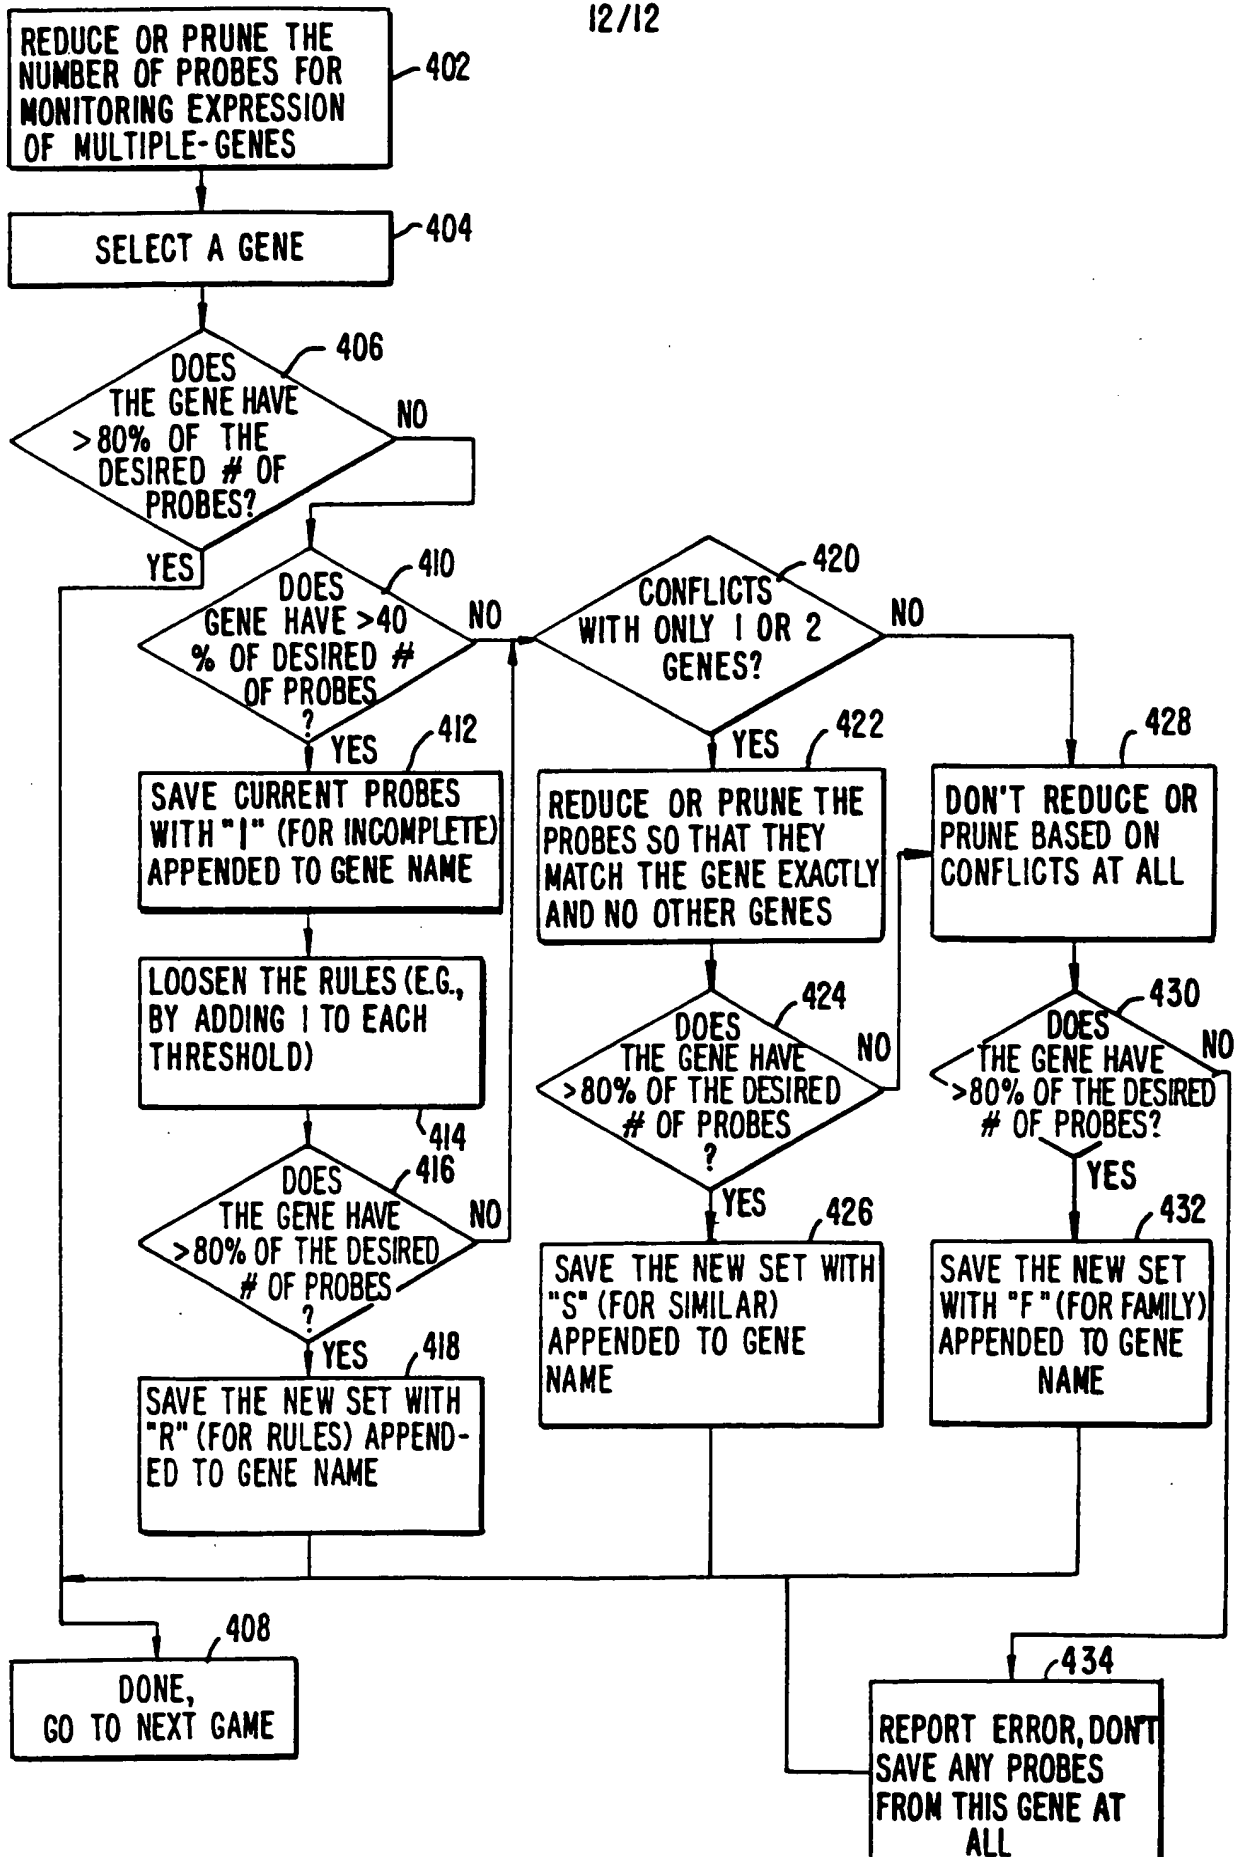 12/12
REDUCE OR PRUNE THE
NUMBER OF PROBES FOR
MONITORING EXPRESSION
OF MULTIPLE-GENES
402
SELECT A GENE
404
DOES
THE GENE HAVE
>80% OF THE
DESIRED # OF
PROBES?
406
NO
YES
DOES
GENE HAVE >40
% OF DESIRED #
OF PROBES
?
410
NO
YES
412
SAVE CURRENT PROBES
WITH "I" (FOR INCOMPLETE)
APPENDED TO GENE NAME
LOOSEN THE RULES (E.G.,
BY ADDING 1 TO EACH
THRESHOLD)
414
416
DOES
THE GENE HAVE
>80% OF THE DESIRED
# OF PROBES
?
NO
YES
418
SAVE THE NEW SET WITH
"R" (FOR RULES) APPEND-
ED TO GENE NAME
420
CONFLICTS
WITH ONLY 1 OR 2
GENES?
NO
YES
422
REDUCE OR PRUNE THE
PROBES SO THAT THEY
MATCH THE GENE EXACTLY
AND NO OTHER GENES
424
DOES
THE GENE HAVE
>80% OF THE DESIRED
# OF PROBES
?
NO
YES
426
SAVE THE NEW SET WITH
"S" (FOR SIMILAR)
APPENDED TO GENE
NAME
428
DON'T REDUCE OR
PRUNE BASED ON
CONFLICTS AT ALL
430
DOES
THE GENE HAVE
>80% OF THE DESIRED
# OF PROBES?
NO
YES
432
SAVE THE NEW SET
WITH "F" (FOR FAMILY)
APPENDED TO GENE
NAME
408
DONE,
GO TO NEXT GAME
434
REPORT ERROR, DON'T
SAVE ANY PROBES
FROM THIS GENE AT
ALL